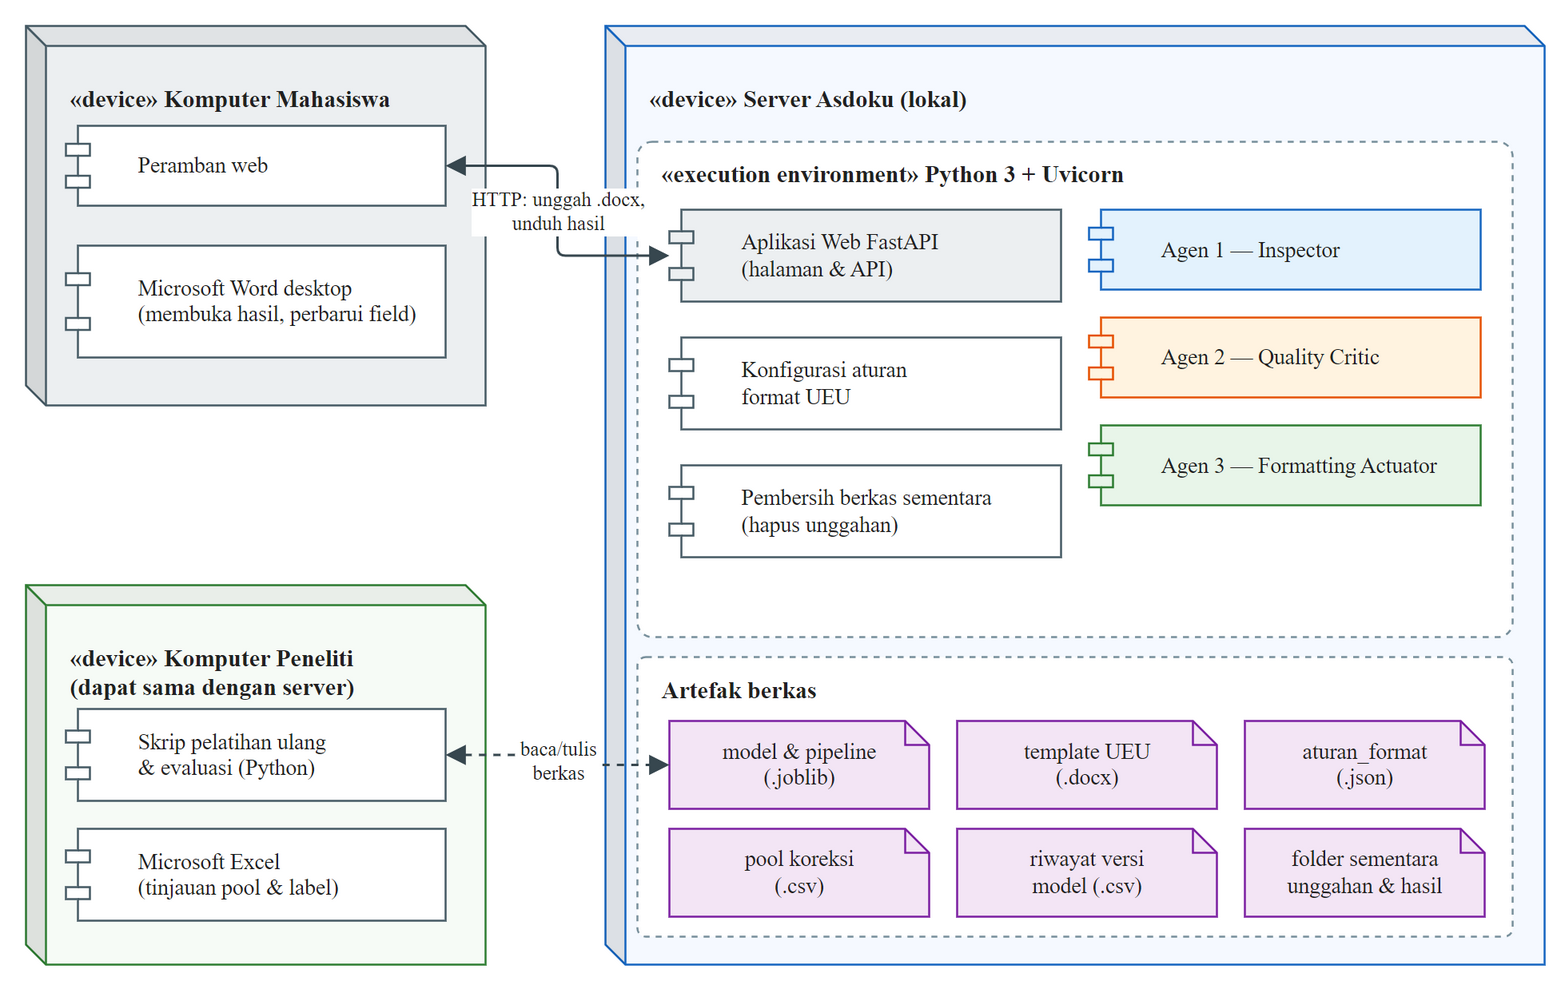 «device» Komputer Mahasiswa
Peramban web
Microsoft Word desktop
(membuka hasil, perbarui field)
HTTP: unggah .docx,
unduh hasil
«device» Server Asdoku (lokal)
«execution environment» Python 3 + Uvicorn
Aplikasi Web FastAPI
(halaman & API)
Konfigurasi aturan
format UEU
Pembersih berkas sementara
(hapus unggahan)
Agen 1 — Inspector
Agen 2 — Quality Critic
Agen 3 — Formatting Actuator
«device» Komputer Peneliti
(dapat sama dengan server)
Skrip pelatihan ulang
& evaluasi (Python)
Microsoft Excel
(tinjauan pool & label)
baca/tulis
berkas
Artefak berkas
model & pipeline
(.joblib)
template UEU
(.docx)
aturan_format
(.json)
pool koreksi
(.csv)
riwayat versi
model (.csv)
folder sementara
unggahan & hasil